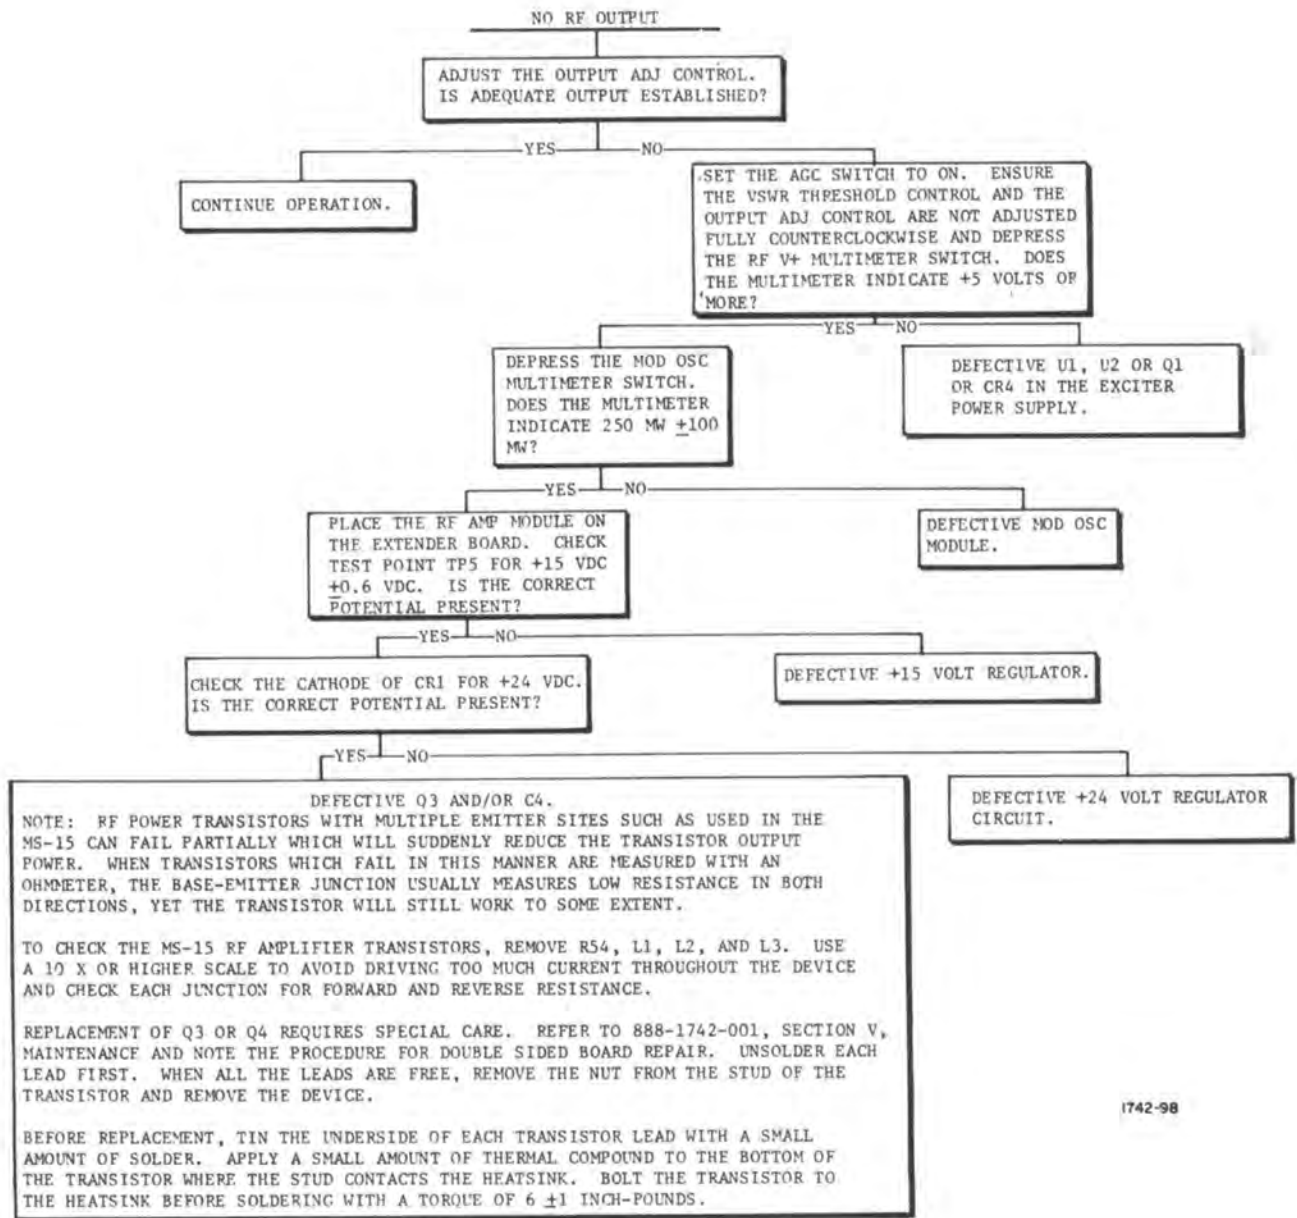 NO RF OUTPUT
ADJUST THE OUTPUT ADJ CONTROL.
IS ADEQUATE OUTPUT ESTABLISHED?
YES NO
CONTINUE OPERATION.
SET THE AGC SWITCH TO ON. ENSURE
THE VSWR THRESHOLD CONTROL AND THE
OUTPUT ADJ CONTROL ARE NOT ADJUSTED
FULLY COUNTERCLOCKWISE AND DEPRESS
THE RF V+ MULTIMETER SWITCH. DOES
THE MULTIMETER INDICATE +5 VOLTS OR
MORE?
YES NO
DEPRESS THE MOD OSC
MULTIMETER SWITCH.
DOES THE MULTIMETER
INDICATE 250 MW ±100
MW?
DEFECTIVE U1, U2 OR Q1
OR CR4 IN THE EXCITER
POWER SUPPLY.
YES NO
PLACE THE RF AMP MODULE ON
THE EXTENDER BOARD. CHECK
TEST POINT TP5 FOR +15 VDC
±0.6 VDC. IS THE CORRECT
POTENTIAL PRESENT?
DEFECTIVE MOD OSC
MODULE.
YES NO
CHECK THE CATHODE OF CR1 FOR +24 VDC.
IS THE CORRECT POTENTIAL PRESENT?
DEFECTIVE +15 VOLT REGULATOR.
YES NO
DEFECTIVE Q3 AND/OR C4.
NOTE: RF POWER TRANSISTORS WITH MULTIPLE EMITTER SITES SUCH AS USED IN THE
MS-15 CAN FAIL PARTIALLY WHICH WILL SUDDENLY REDUCE THE TRANSISTOR OUTPUT
POWER. WHEN TRANSISTORS WHICH FAIL IN THIS MANNER ARE MEASURED WITH AN
OHMMETER, THE BASE-EMITTER JUNCTION USUALLY MEASURES LOW RESISTANCE IN BOTH
DIRECTIONS, YET THE TRANSISTOR WILL STILL WORK TO SOME EXTENT.
TO CHECK THE MS-15 RF AMPLIFIER TRANSISTORS, REMOVE R54, L1, L2, AND L3. USE
A 10 X OR HIGHER SCALE TO AVOID DRIVING TOO MUCH CURRENT THROUGHOUT THE DEVICE
AND CHECK EACH JUNCTION FOR FORWARD AND REVERSE RESISTANCE.
REPLACEMENT OF Q3 OR Q4 REQUIRES SPECIAL CARE. REFER TO 888-1742-001, SECTION V,
MAINTENANCE AND NOTE THE PROCEDURE FOR DOUBLE SIDED BOARD REPAIR. UNSOLDER EACH
LEAD FIRST. WHEN ALL THE LEADS ARE FREE, REMOVE THE NUT FROM THE STUD OF THE
TRANSISTOR AND REMOVE THE DEVICE.
BEFORE REPLACEMENT, TIN THE UNDERSIDE OF EACH TRANSISTOR LEAD WITH A SMALL
AMOUNT OF SOLDER. APPLY A SMALL AMOUNT OF THERMAL COMPOUND TO THE BOTTOM OF
THE TRANSISTOR WHERE THE STUD CONTACTS THE HEATSINK. BOLT THE TRANSISTOR TO
THE HEATSINK BEFORE SOLDERING WITH A TORQUE OF 6 ±1 INCH-POUNDS.
DEFECTIVE +24 VOLT REGULATOR
CIRCUIT.
1742-98